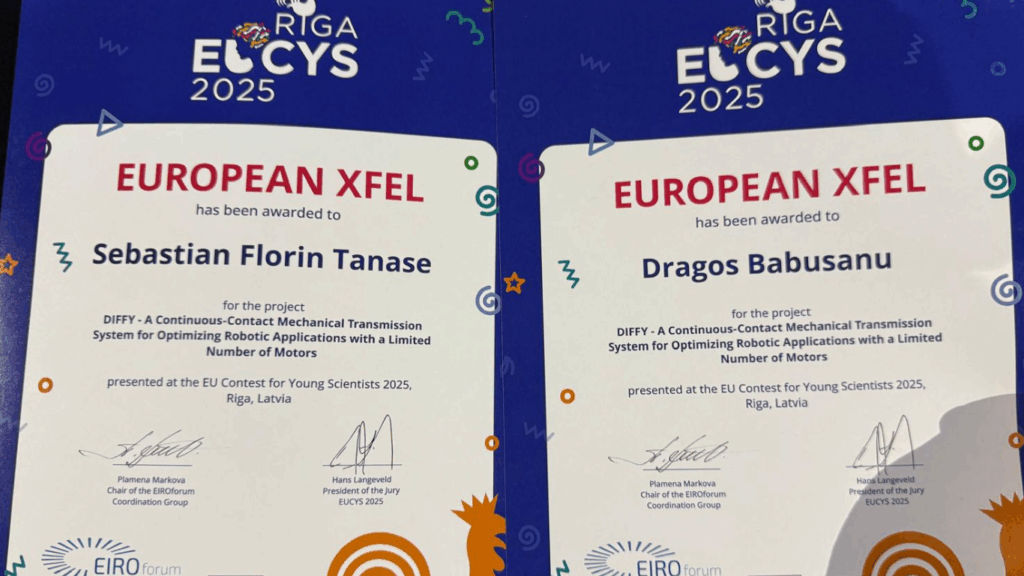 RIGA
EUCYS
2025
EUROPEAN XFEL
has been awarded to
Sebastian Florin Tanase
for the project
DIFFY - A Continuous-Contact Mechanical Transmission
System for Optimizing Robotic Applications with a Limited
Number of Motors
presented at the EU Contest for Young Scientists 2025,
Riga, Latvia
Plamena Markova
Chair of the EIROforum
Coordination Group
Hans Langeveld
President of the Jury
EUCYS 2025
EIROforum
RIGA
EUCYS
2025
EUROPEAN XFEL
has been awarded to
Dragos Babusanu
for the project
DIFFY - A Continuous-Contact Mechanical Transmission
System for Optimizing Robotic Applications with a Limited
Number of Motors
presented at the EU Contest for Young Scientists 2025,
Riga, Latvia
Plamena Markova
Chair of the EIROforum
Coordination Group
Hans Langeveld
President of the Jury
EUCYS 2025
EIROforum